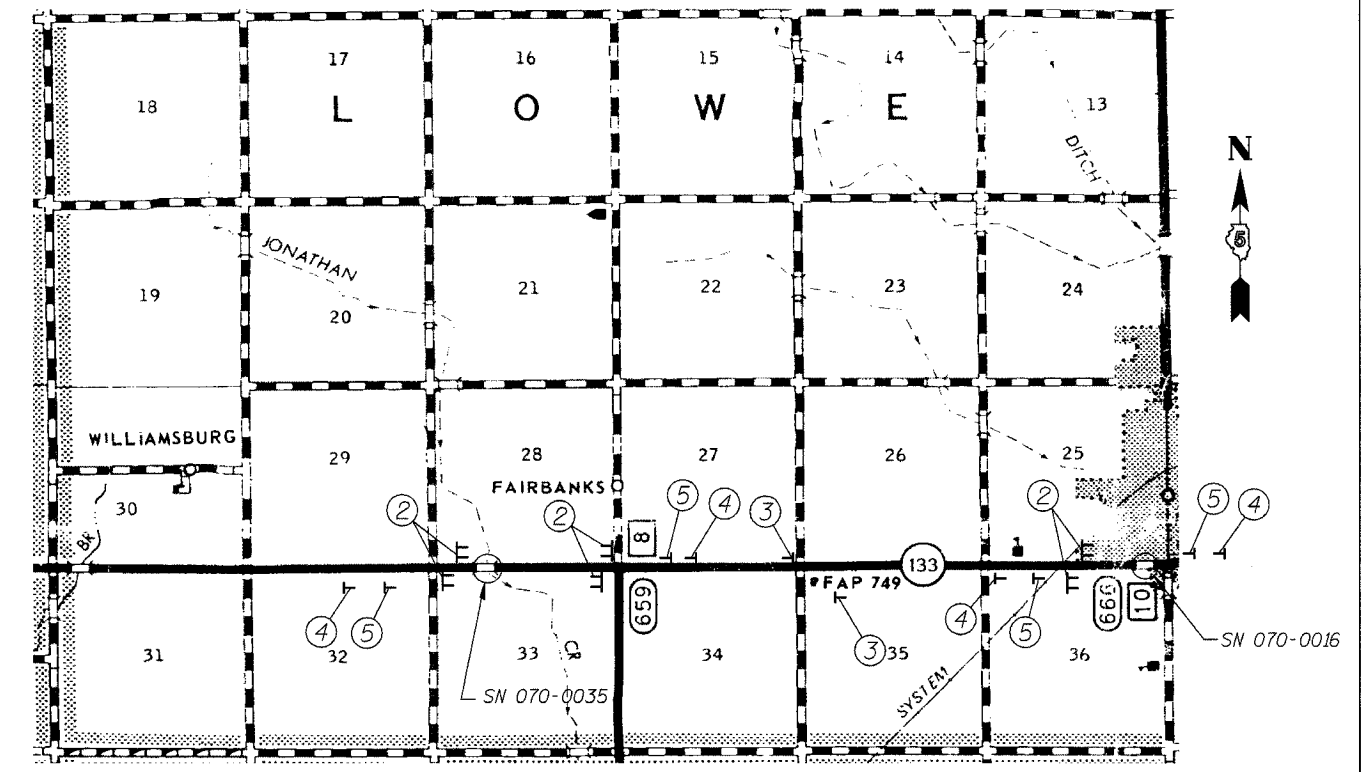 17
16
15
14
18
L
O
W
E
13
N
DITCH
5
JONATHAN
19
20
21
22
23
24
WILLIAMSBURG
29
28
27
26
25
FAIRBANKS
30
BR
2
2
5
4
3
2
5
4
8
133
FAP 749
659
666
10
4
5
3
4
5
31
32
33
34
35
36
CR
SYSTEM
SN 070-0035
SN 070-0016